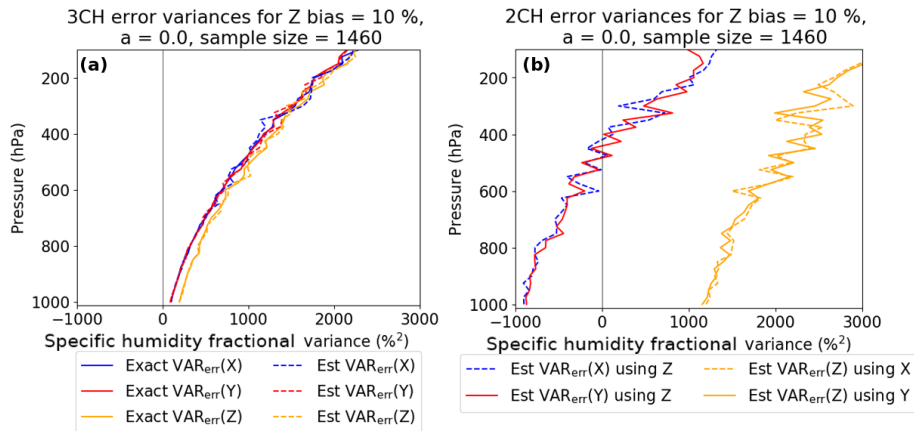 3CH error variances for Z bias = 10 %,
a = 0.0, sample size = 1460
(a)
Pressure (hPa)
200
400
600
800
1000
-1000 0 1000 2000 3000
Specific humidity fractional variance (%²)
Exact VARerr(X) Est VARerr(X)
Exact VARerr(Y) Est VARerr(Y)
Exact VARerr(Z) Est VARerr(Z)
2CH error variances for Z bias = 10 %,
a = 0.0, sample size = 1460
(b)
Pressure (hPa)
200
400
600
800
1000
-1000 0 1000 2000 3000
Specific humidity fractional variance (%²)
Est VARerr(X) using Z Est VARerr(Z) using X
Est VARerr(Y) using Z Est VARerr(Z) using Y